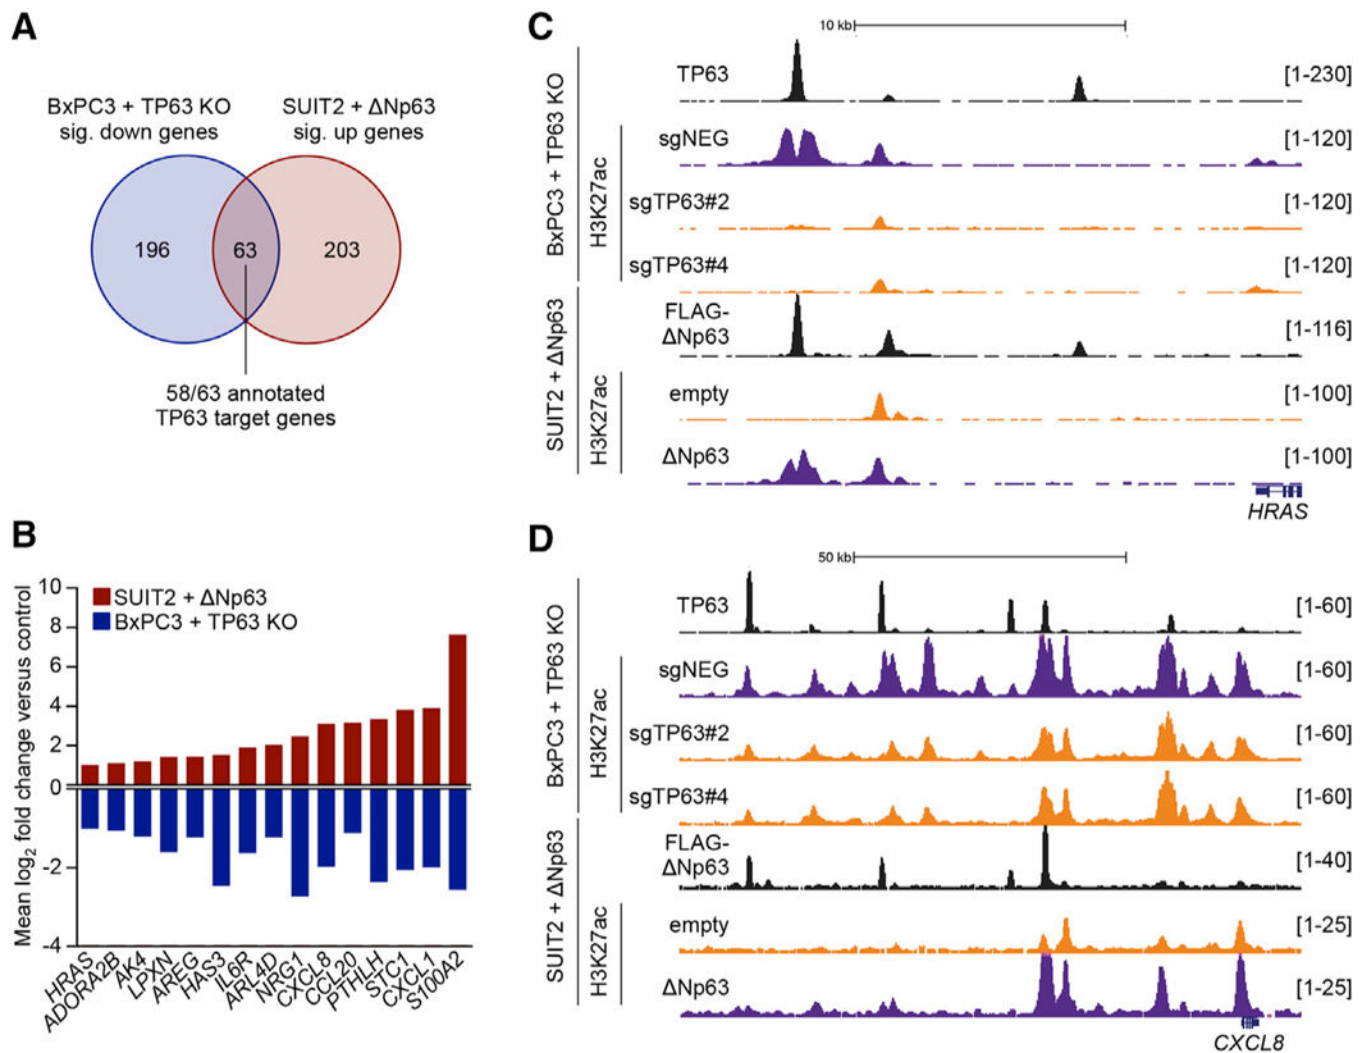 A
BxPC3 + TP63 KO
sig. down genes
SUIT2 + ΔNp63
sig. up genes
196
63
203
58/63 annotated
TP63 target genes
B
Mean log2 fold change versus control
10
8
6
4
2
0
-2
-4
SUIT2 + ΔNp63
BxPC3 + TP63 KO
HRAS
ADORA2B
AK4
LPXN
AREG
HAS3
IL6R
ARL4D
NRG1
CXCL8
CCL20
PTHLH
STC1
CXCL1
S100A2
C
10 kb
BxPC3 + TP63 KO
H3K27ac
TP63
[1-230]
sgNEG
[1-120]
sgTP63#2
[1-120]
sgTP63#4
[1-120]
SUIT2 + ΔNp63
H3K27ac
FLAG-
ΔNp63
[1-116]
empty
[1-100]
ΔNp63
[1-100]
HRAS
D
50 kb
BxPC3 + TP63 KO
H3K27ac
TP63
[1-60]
sgNEG
[1-60]
sgTP63#2
[1-60]
sgTP63#4
[1-60]
SUIT2 + ΔNp63
H3K27ac
FLAG-
ΔNp63
[1-40]
empty
[1-25]
ΔNp63
[1-25]
CXCL8